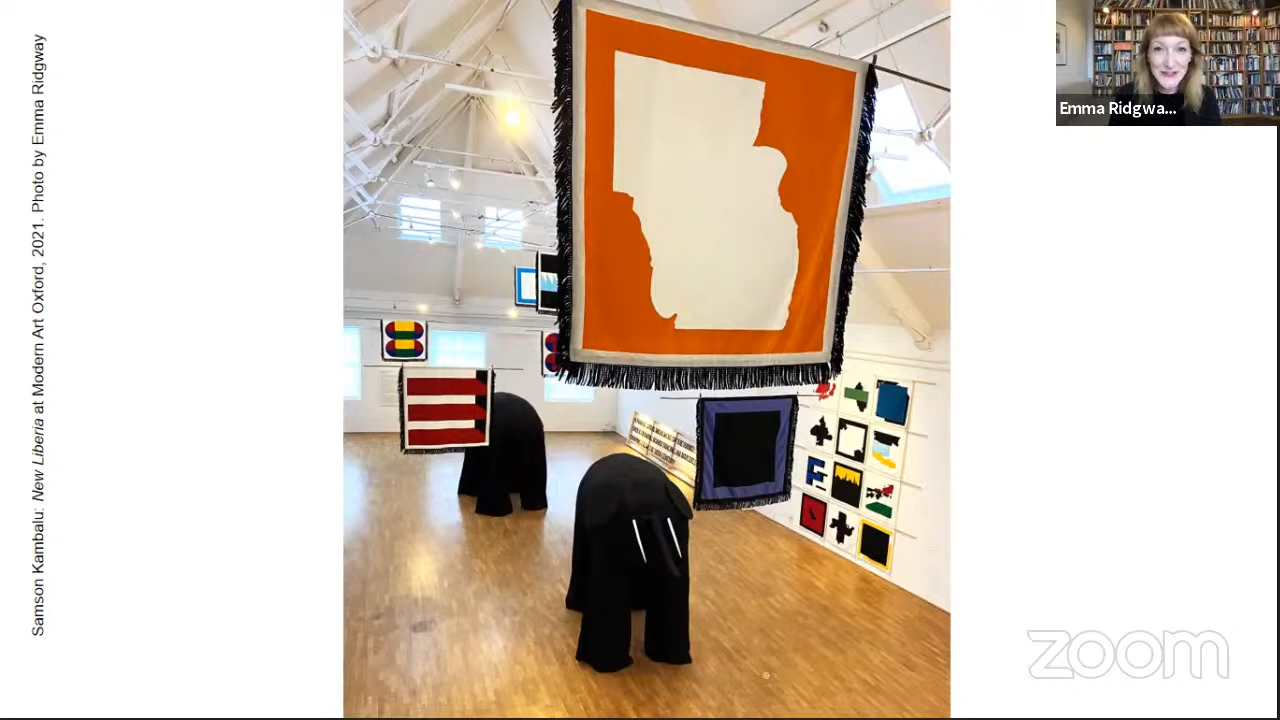 Samson Kambalu: New Liberia at Modern Art Oxford, 2021. Photo by Emma Ridgway
Emma Ridgwa...
zoom